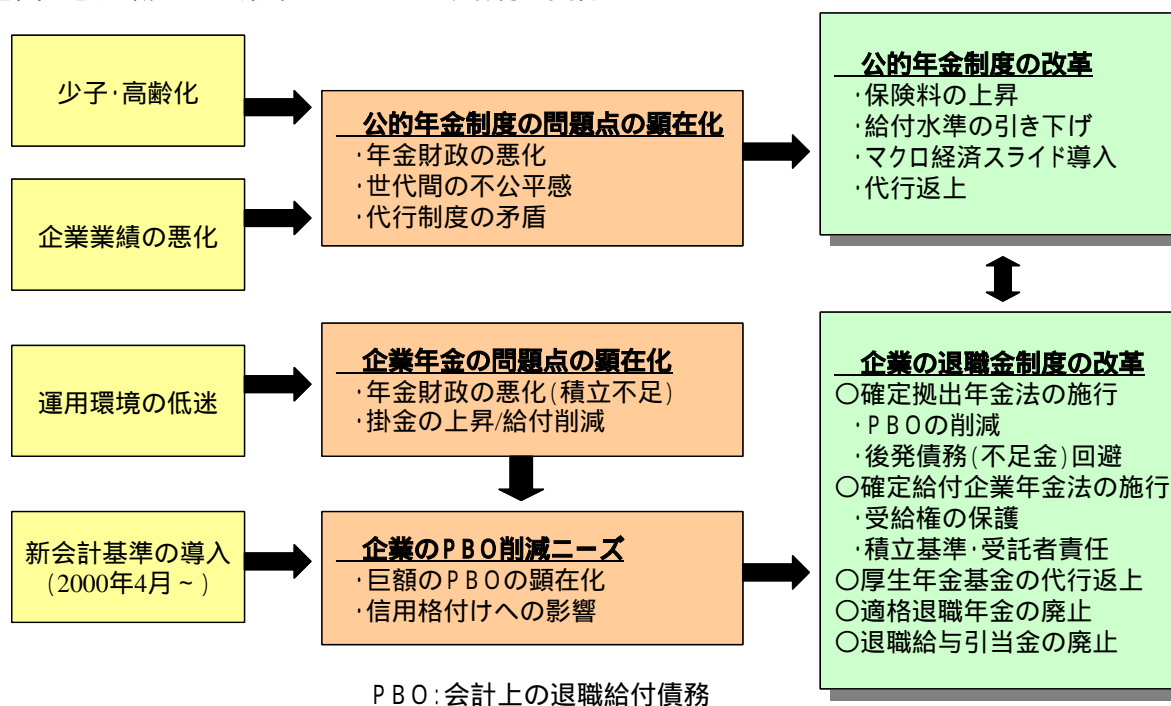 少子・高齢化
企業業績の悪化
運用環境の低迷
新会計基準の導入
(2000年4月~)
公的年金制度の問題点の顕在化
・年金財政の悪化
・世代間の不公平感
・代行制度の矛盾
企業年金の問題点の顕在化
・年金財政の悪化(積立不足)
・掛金の上昇/給付削減
企業のPBO削減ニーズ
・巨額のPBOの顕在化
・信用格付けへの影響
公的年金制度の改革
・保険料の上昇
・給付水準の引き下げ
・マクロ経済スライド導入
・代行返上
企業の退職金制度の改革
○確定拠出年金法の施行
・PBOの削減
・後発債務(不足金)回避
○確定給付企業年金法の施行
・受給権の保護
・積立基準・受託者責任
○厚生年金基金の代行返上
○適格退職年金の廃止
○退職給与引当金の廃止
PBO:会計上の退職給付債務